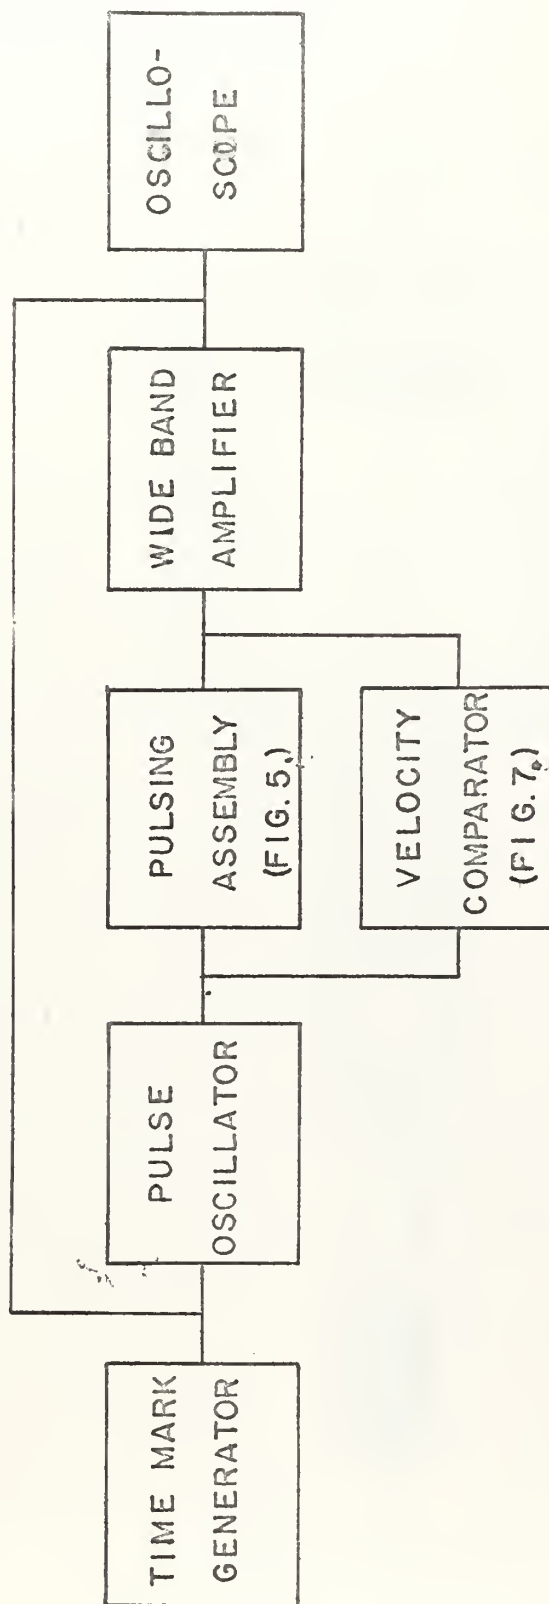 TIME MARK
GENERATOR
PULSE
OSCILLATOR
PULSING
ASSEMBLY
(FIG. 5.)
VELOCITY
COMPARATOR
(FIG. 7.)
WIDE BAND
AMPLIFIER
OSCILLO-
SCOPE